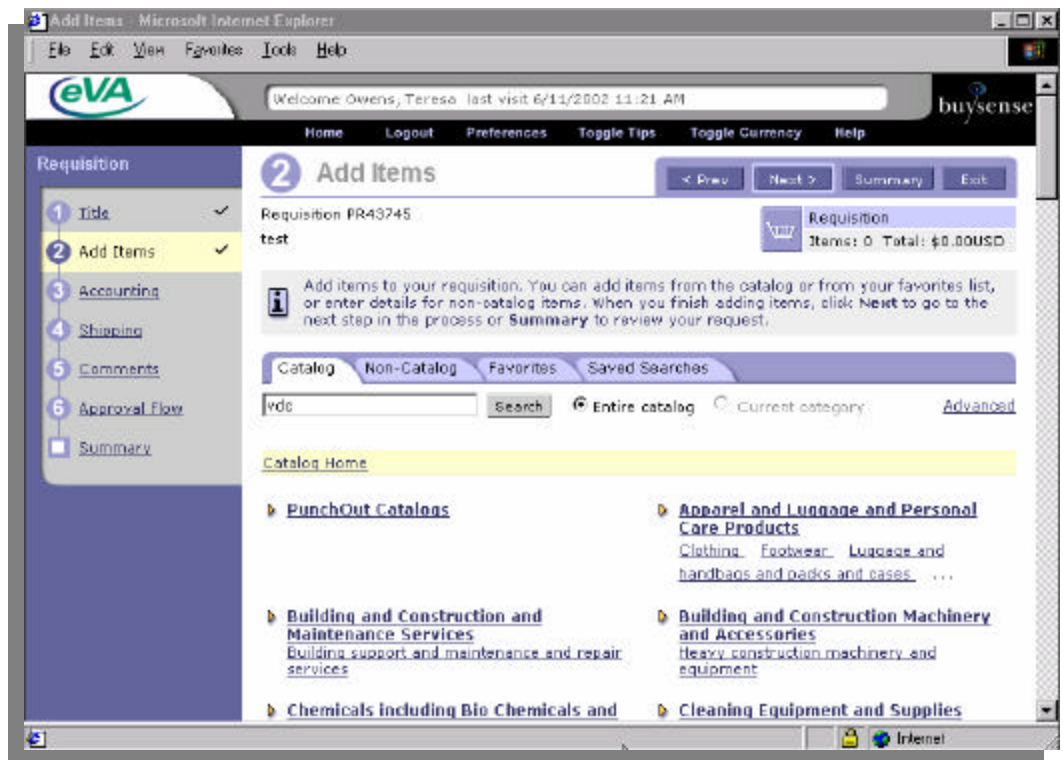 Add Items - Microsoft Internet Explorer
File Edit View Favorites Tools Help
eVA
Welcome Owens, Teresa last visit 6/11/2002 11:21 AM
buysense
Home Logout Preferences Toggle Tips Toggle Currency Help
Requisition
1 Title
2 Add Items
3 Accounting
4 Shipping
5 Comments
6 Approval Flow
Summary
2 Add Items
< Prev Next > Summary Exit
Requisition PR43745
test
Requisition
Items: 0 Total: $0.00USD
Add items to your requisition. You can add items from the catalog or from your favorites list,
or enter details for non-catalog items. When you finish adding items, click Next to go to the
next step in the process or Summary to review your request.
Catalog Non-Catalog Favorites Saved Searches
vdc Search Entire catalog Current category Advanced
Catalog Home
PunchOut Catalogs
Apparel and Luggage and Personal
Care Products
Clothing Footwear Luggage and
handbags and packs and cases ...
Building and Construction and
Maintenance Services
Building support and maintenance and repair
services
Building and Construction Machinery
and Accessories
Heavy construction machinery and
equipment
Chemicals including Bio Chemicals and
Cleaning Equipment and Supplies
Internet